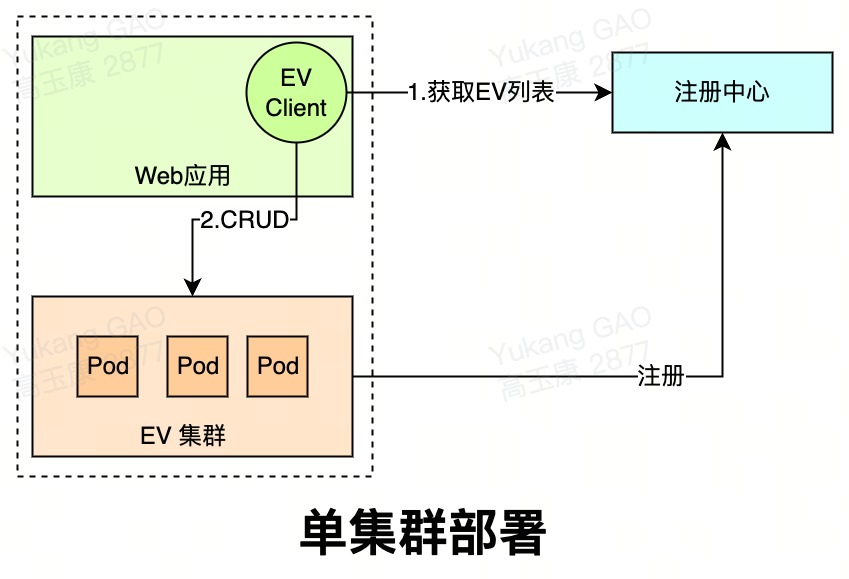 Yukang GAO
高玉康 2877
Yukang GAO
高玉康 2877
EV
Client
1.获取EV列表
注册中心
Web应用
2.CRUD
Yukang GAO
高玉康 2877
Yukang GAO
高玉康 2877
Pod
Pod
Pod
注册
EV 集群
单集群部署